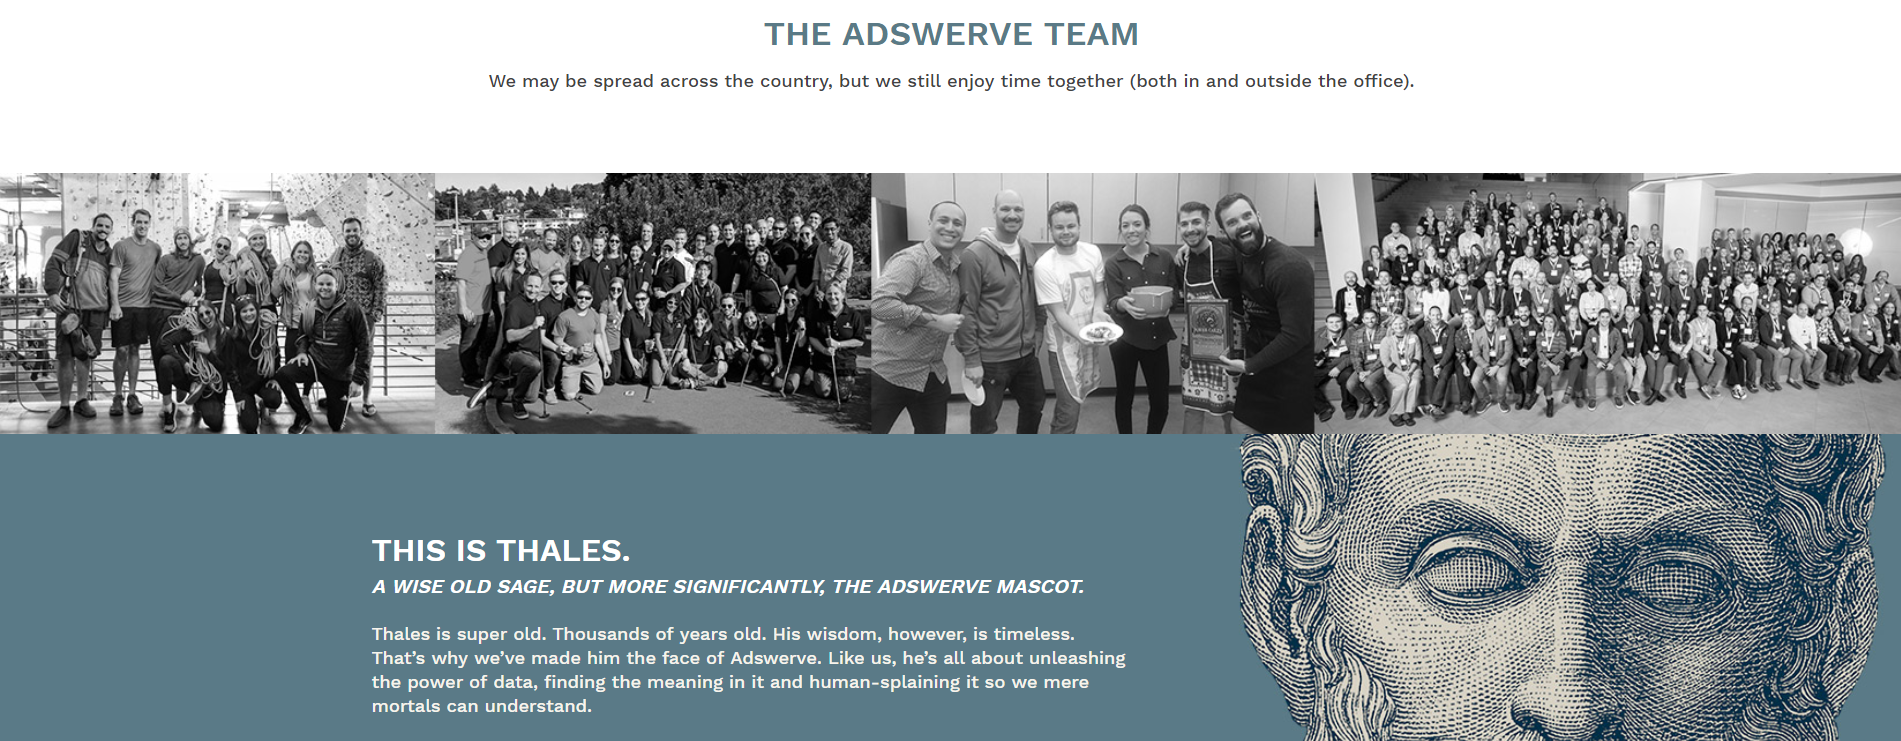 THE ADSWERVE TEAM
We may be spread across the country, but we still enjoy time together (both in and outside the office).
THIS IS THALES.
A WISE OLD SAGE, BUT MORE SIGNIFICANTLY, THE ADSWERVE MASCOT.
Thales is super old. Thousands of years old. His wisdom, however, is timeless.
That’s why we’ve made him the face of Adswerve. Like us, he’s all about unleashing
the power of data, finding the meaning in it and human-splaining it so we mere
mortals can understand.